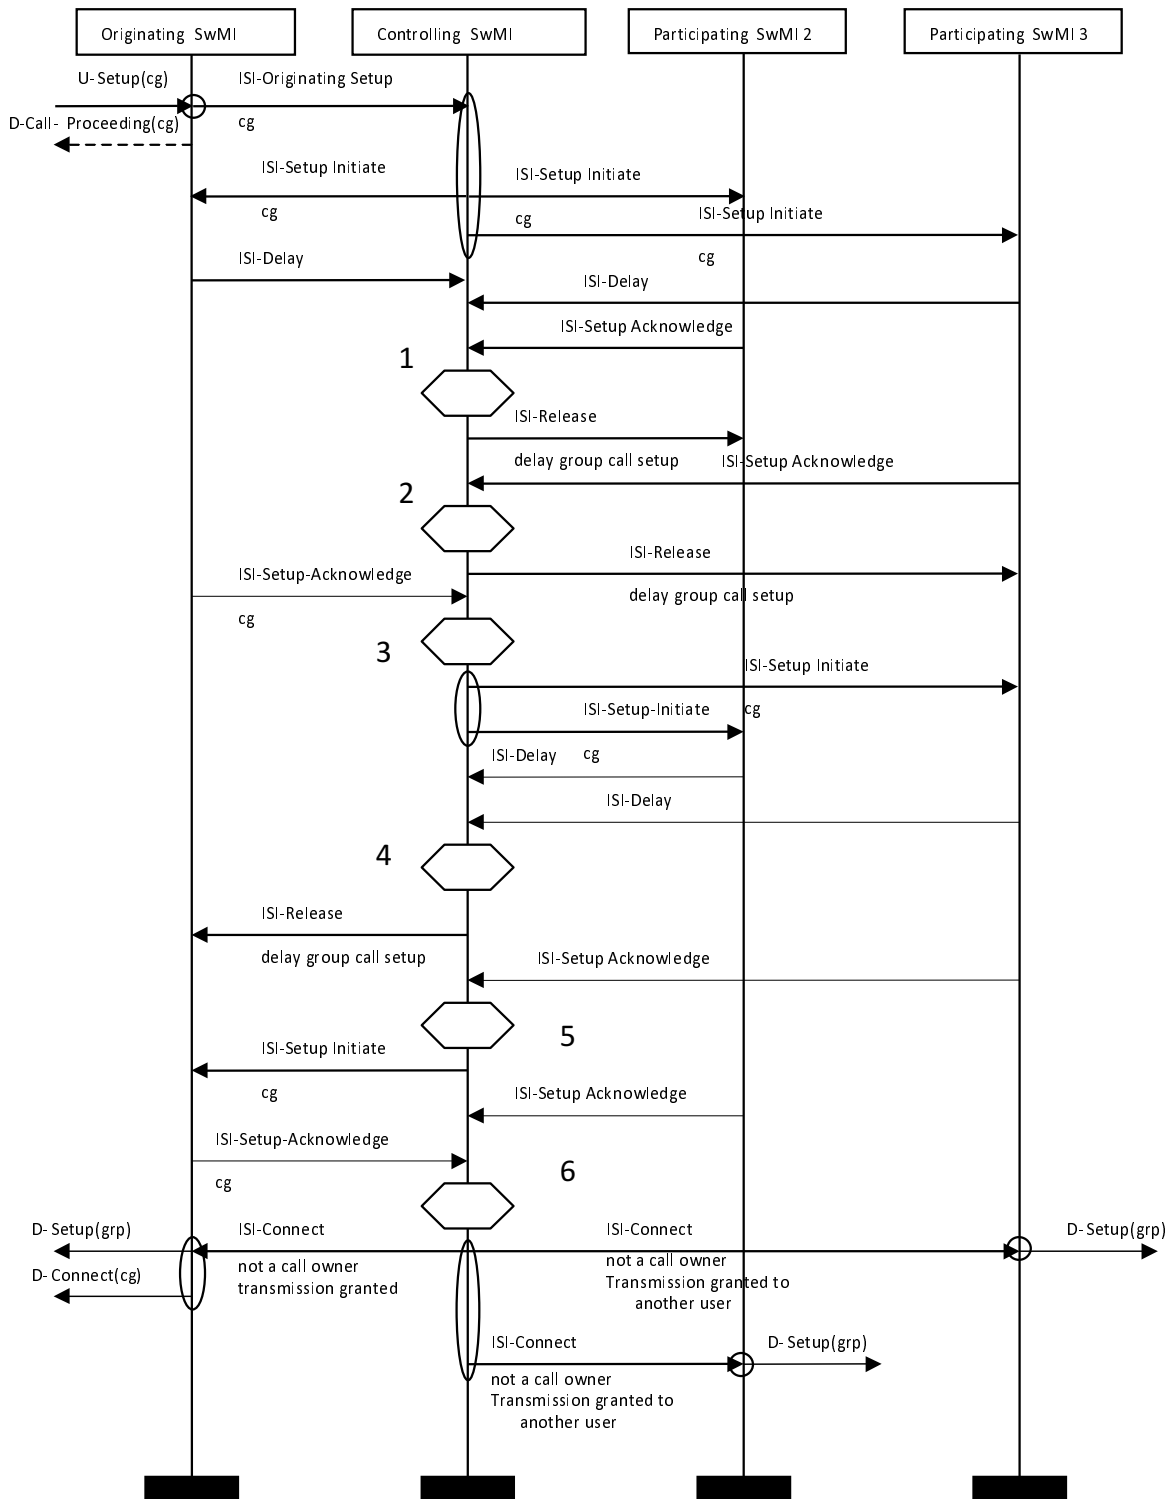 Originating SwMI
Controlling SwMI
Participating SwMI 2
Participating SwMI 3
U- Setup(cg)
ISI-Originating Setup
cg
D-Call- Proceeding(cg)
ISI-Setup Initiate
cg
ISI-Setup Initiate
cg
ISI-Setup Initiate
cg
ISI-Delay
ISI-Delay
ISI-Setup Acknowledge
1
ISI-Release
delay group call setup
ISI-Setup Acknowledge
2
ISI-Release
delay group call setup
ISI-Setup-Acknowledge
cg
3
ISI-Setup Initiate
cg
ISI-Setup-Initiate
cg
ISI-Delay
ISI-Delay
4
ISI-Release
delay group call setup
ISI-Setup Acknowledge
5
ISI-Setup Initiate
cg
ISI-Setup Acknowledge
ISI-Setup-Acknowledge
cg
6
D- Setup(grp)
ISI-Connect
not a call owner
transmission granted
ISI-Connect
not a call owner
Transmission granted to
another user
D- Setup(grp)
D- Connect(cg)
ISI-Connect
not a call owner
Transmission granted to
another user
D- Setup(grp)